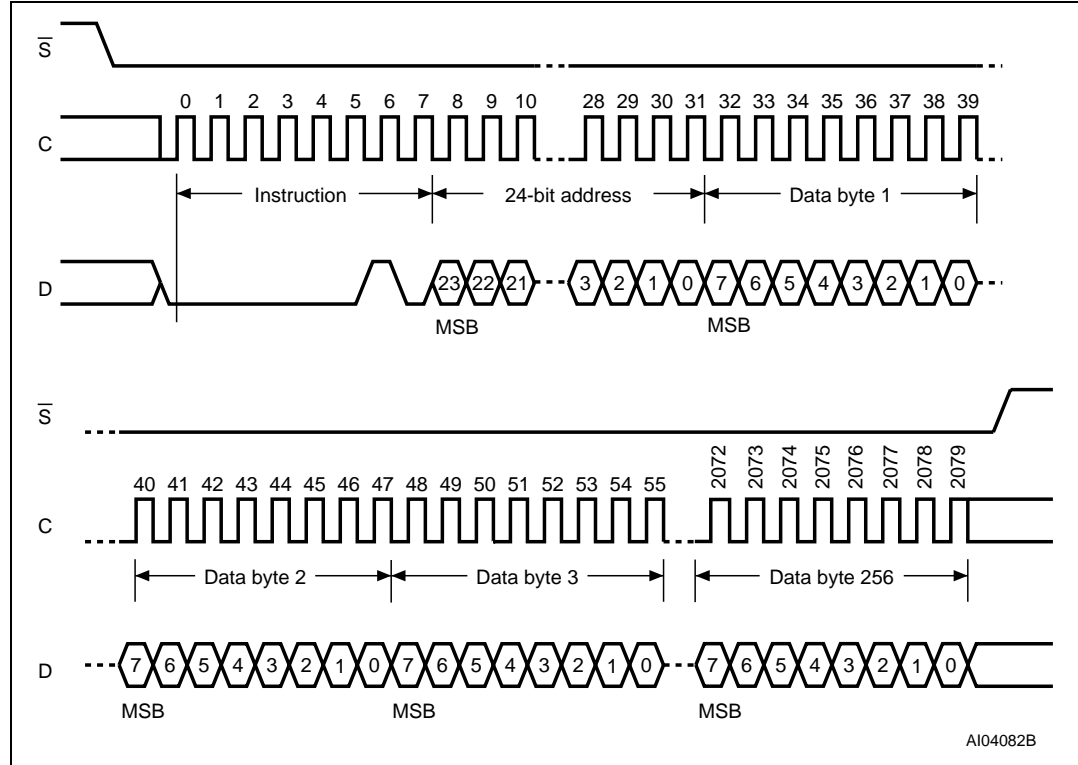 S
0 1 2 3 4 5 6 7 8 9 10 28 29 30 31 32 33 34 35 36 37 38 39
C
Instruction 24-bit address Data byte 1
D 23 22 21 3 2 1 0 7 6 5 4 3 2 1 0
MSB MSB
S
2072 2073 2074 2075 2076 2077 2078 2079
40 41 42 43 44 45 46 47 48 49 50 51 52 53 54 55
C
Data byte 2 Data byte 3 Data byte 256
D 7 6 5 4 3 2 1 0 7 6 5 4 3 2 1 0 7 6 5 4 3 2 1 0
MSB MSB MSB
AI04082B